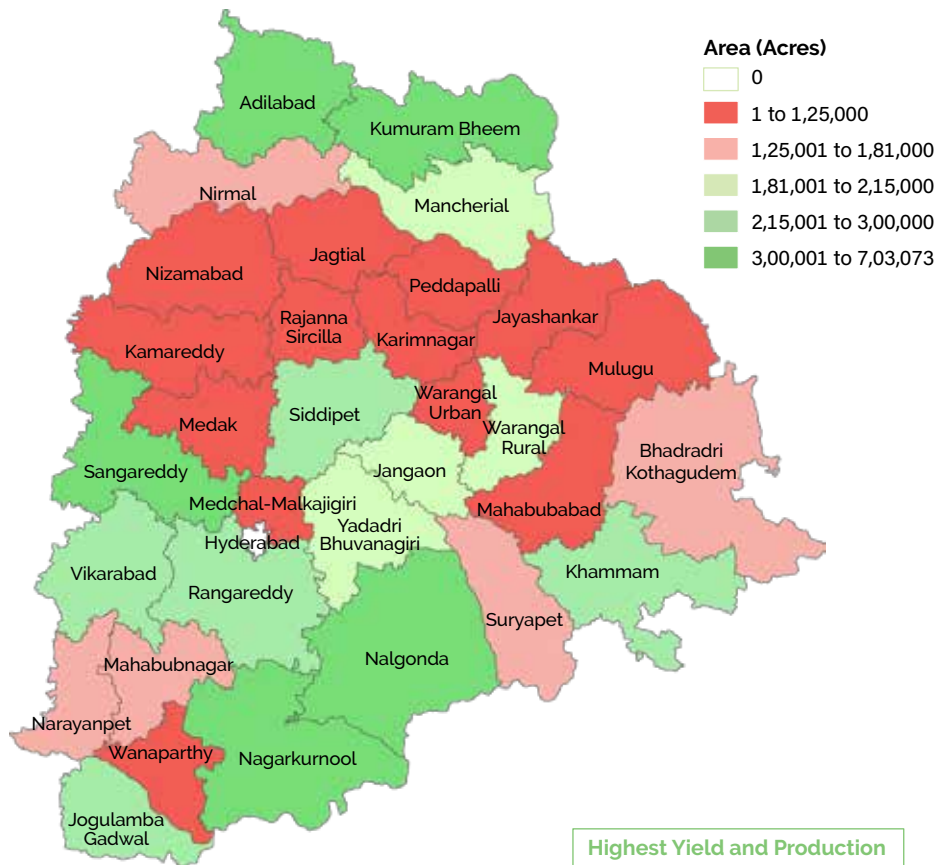 Area (Acres)
0
1 to 1,25,000
1,25,001 to 1,81,000
1,81,001 to 2,15,000
2,15,001 to 3,00,000
3,00,001 to 7,03,073
Adilabad
Kumuram Bheem
Nirmal
Mancherial
Nizamabad
Jagtial
Peddapalli
Jayashankar
Rajanna
Sircilla
Karimnagar
Kamareddy
Mulugu
Medak
Siddipet
Warangal
Urban
Warangal
Rural
Bhadradri
Kothagudem
Sangareddy
Jangaon
Medchal-Malkajigiri
Mahabubabad
Yadadri
Bhuvanagiri
Hyderabad
Vikarabad
Rangareddy
Khammam
Suryapet
Nalgonda
Mahabubnagar
Narayanpet
Wanaparthy
Nagarkurnool
Jogulamba
Gadwal
Highest Yield and Production